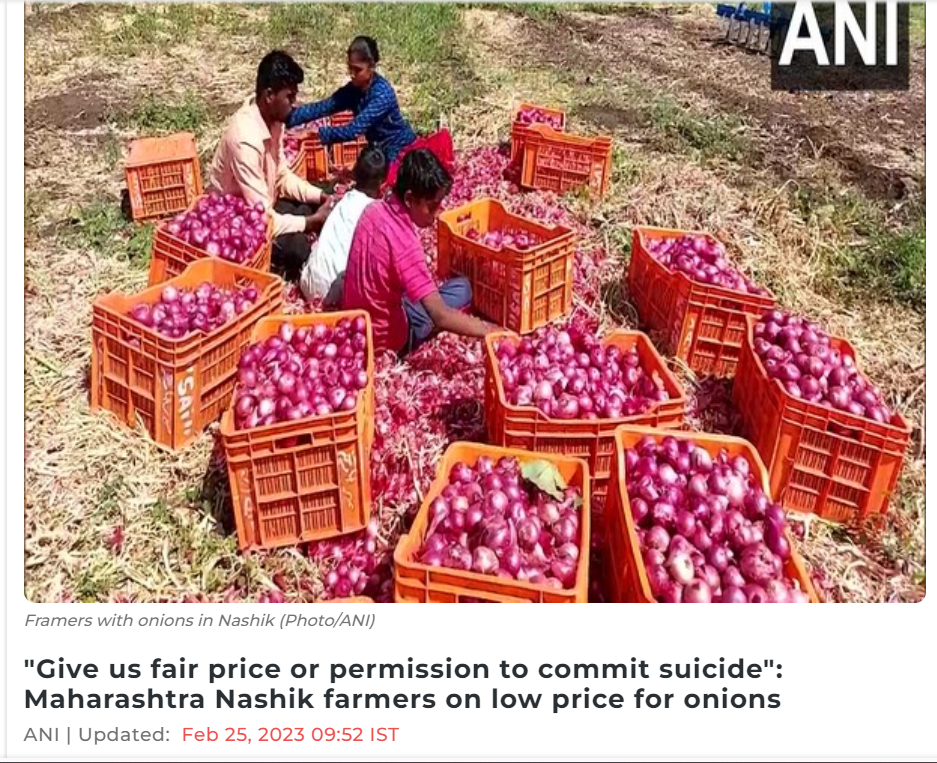 ANI
Framers with onions in Nashik (Photo/ANI)
"Give us fair price or permission to commit suicide":
Maharashtra Nashik farmers on low price for onions
ANI | Updated: Feb 25, 2023 09:52 IST